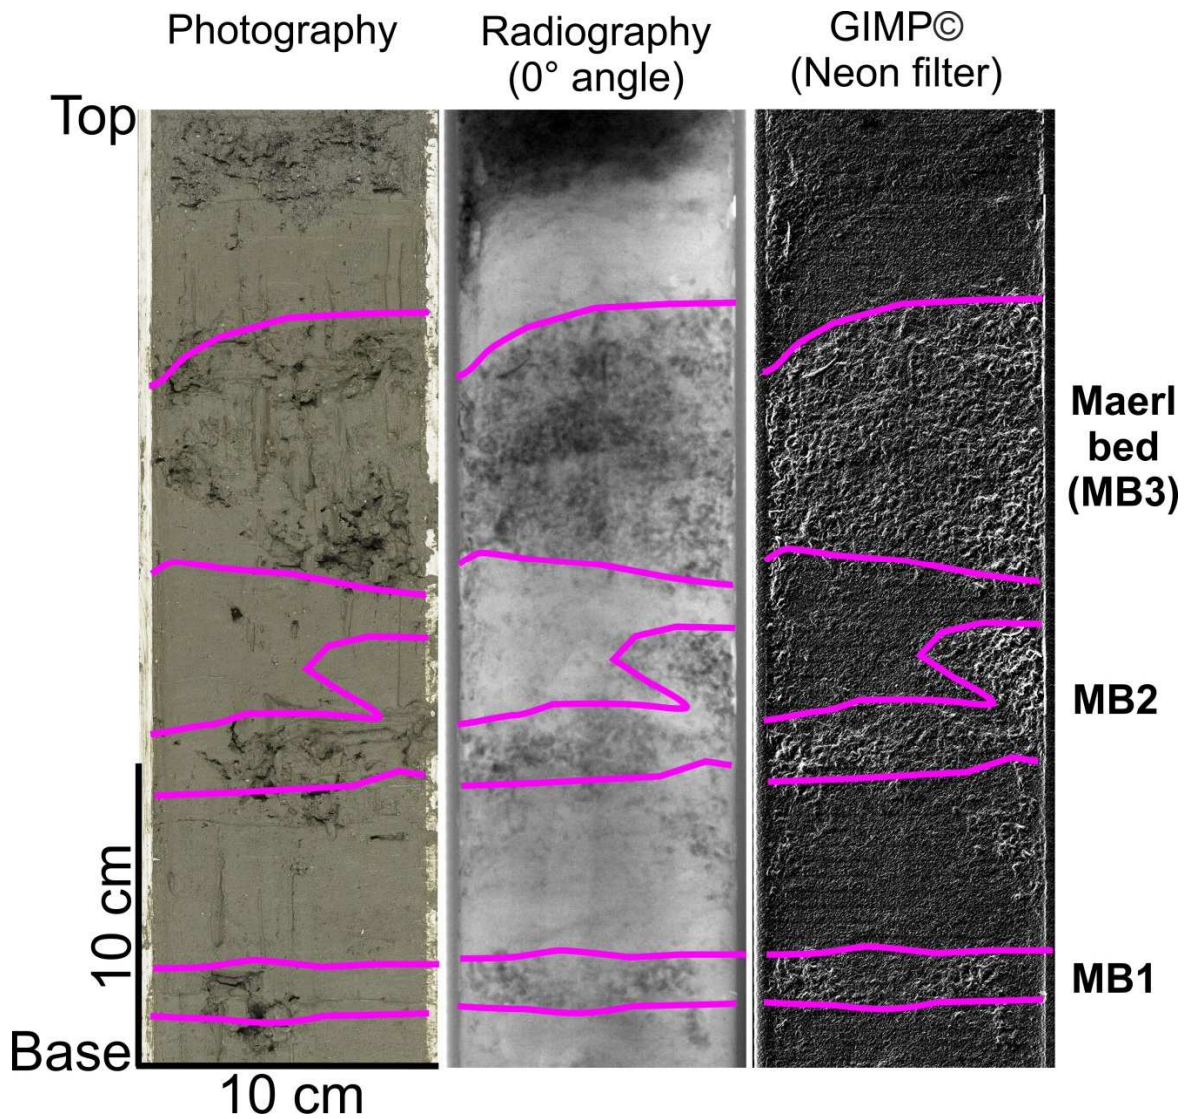 Photography
Radiography
(0° angle)
GIMP©
(Neon filter)
Top
Maerl
bed
(MB3)
MB2
10 cm
MB1
Base
10 cm